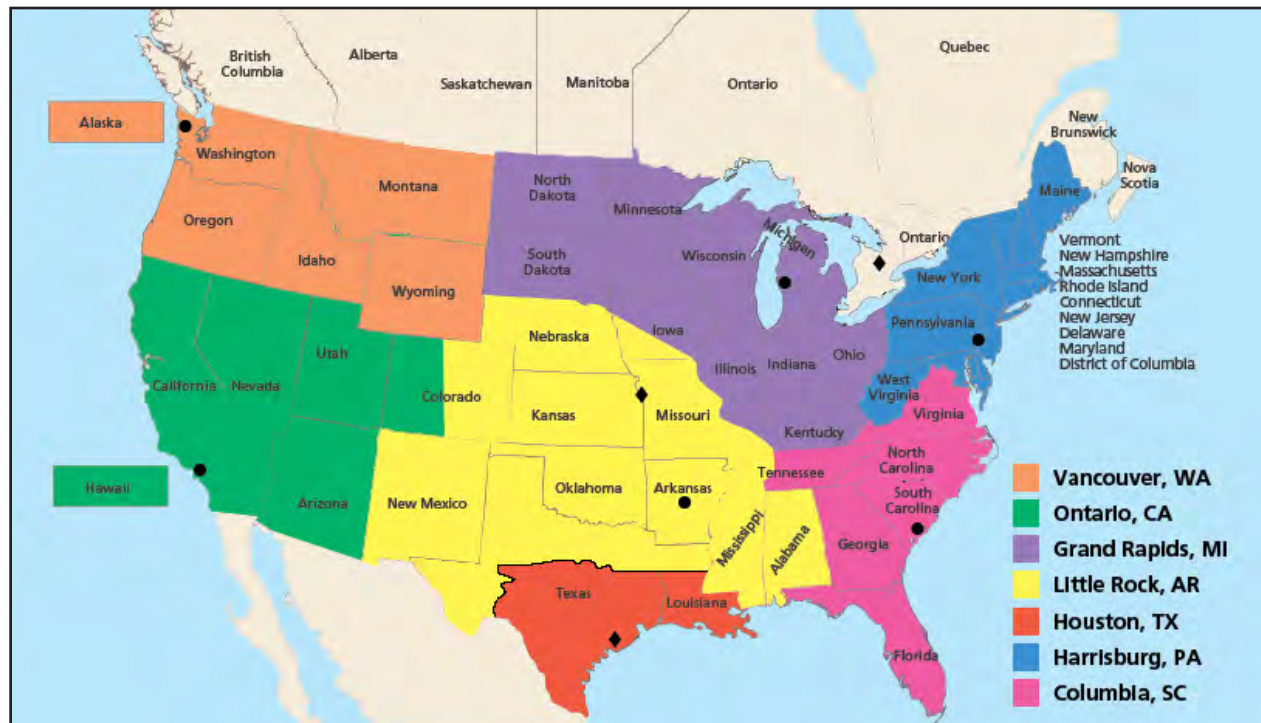 British
Columbia
Alberta
Saskatchewan
Manitoba
Ontario
Quebec
New
Brunswick
Nova
Scotia
Alaska
Washington
Montana
Oregon
Idaho
Wyoming
North
Dakota
South
Dakota
Minnesota
Wisconsin
Michigan
Ontario
Maine
New York
Pennsylvania
Vermont
New Hampshire
Massachusetts
Rhode Island
Connecticut
New Jersey
Delaware
Maryland
District of Columbia
Nebraska
Iowa
Illinois
Indiana
Ohio
West
Virginia
Virginia
California
Nevada
Utah
Colorado
Kansas
Missouri
Kentucky
Hawaii
Arizona
New Mexico
Oklahoma
Arkansas
Tennessee
North
Carolina
South
Carolina
Mississippi
Alabama
Georgia
Texas
Louisiana
Florida
Vancouver, WA
Ontario, CA
Grand Rapids, MI
Little Rock, AR
Houston, TX
Harrisburg, PA
Columbia, SC